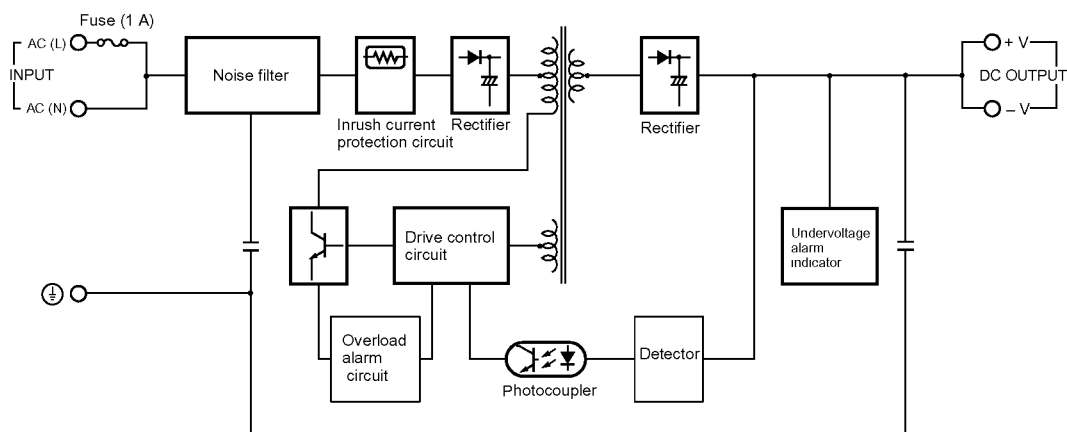 Fuse (1 A)
AC (L)
INPUT
AC (N)
Noise filter
Inrush current
protection circuit
Rectifier
Rectifier
+ V
DC OUTPUT
– V
Drive control
circuit
Undervoltage
alarm
indicator
Overload
alarm
circuit
Photocoupler
Detector